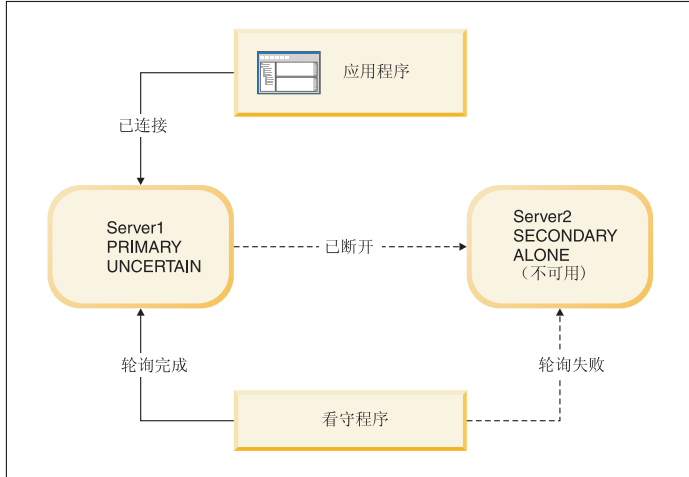 应用程序
已连接
Server1
PRIMARY
UNCERTAIN
已断开
Server2
SECONDARY
ALONE
（不可用）
轮询完成
轮询失败
看守程序